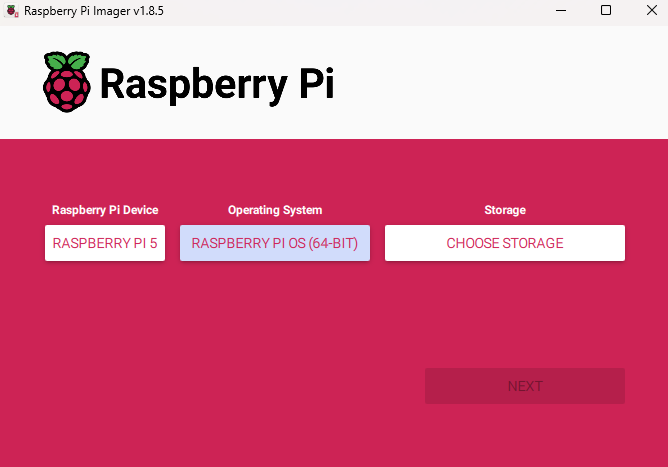 Raspberry Pi Imager v1.8.5
Raspberry Pi
Raspberry Pi Device Operating System Storage
RASPBERRY PI 5 RASPBERRY PI OS (64-BIT) CHOOSE STORAGE
NEXT